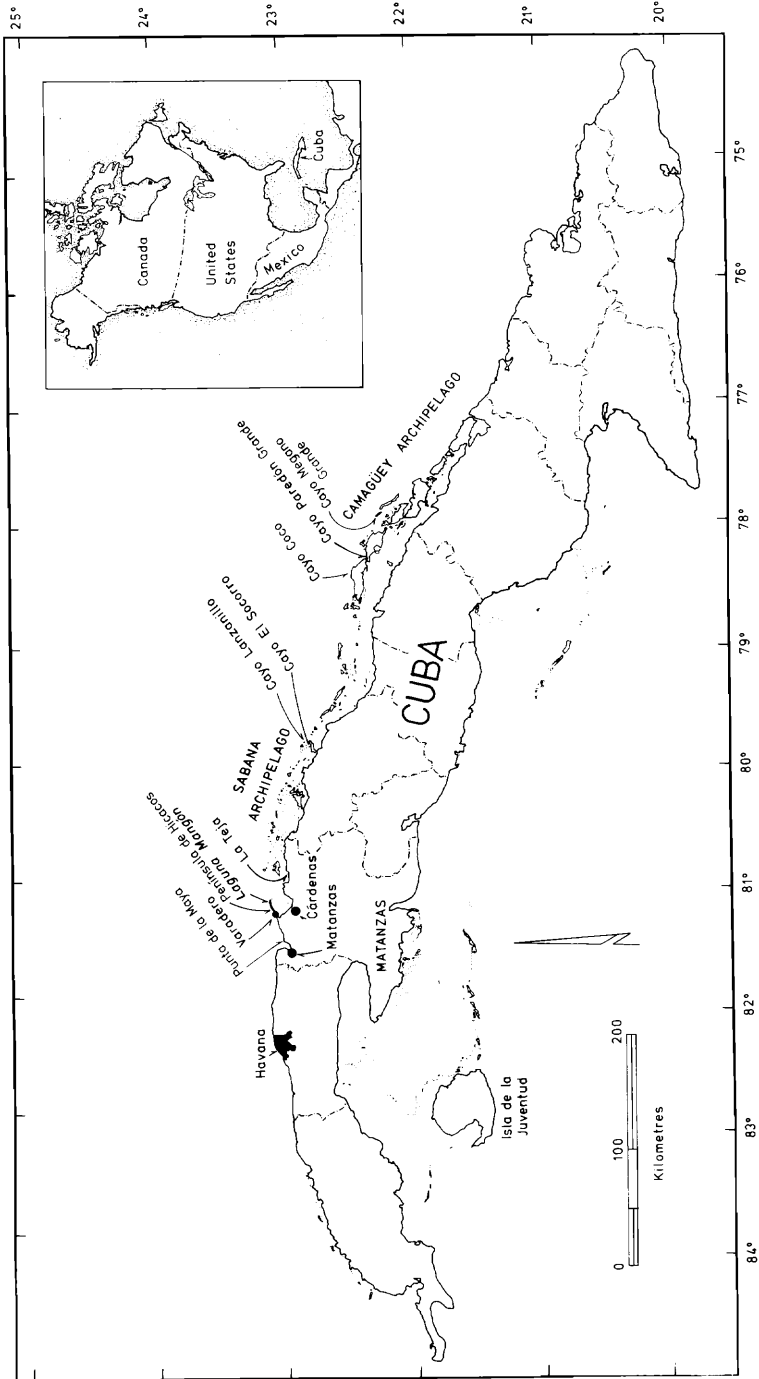 25°
24°
23°
22°
21°
20°
Canada
United
States
Mexico
Cuba
Havana
Punta de la Maya
Varadero
Península de Hicacos
Laguna Mangón
La Teja
Matanzas
Cárdenas
MATANZAS
SABANA
ARCHIPELAGO
Cayo Lanzanillo
Cayo El Socorro
Cayo Coco
Cayo Paredón Grande
Cayo Megano
Grande
CAMAGÜEY ARCHIPELAGO
CUBA
Isla de la
Juventud
0 100 200
Kilometres
84°
83°
82°
81°
80°
79°
78°
77°
76°
75°